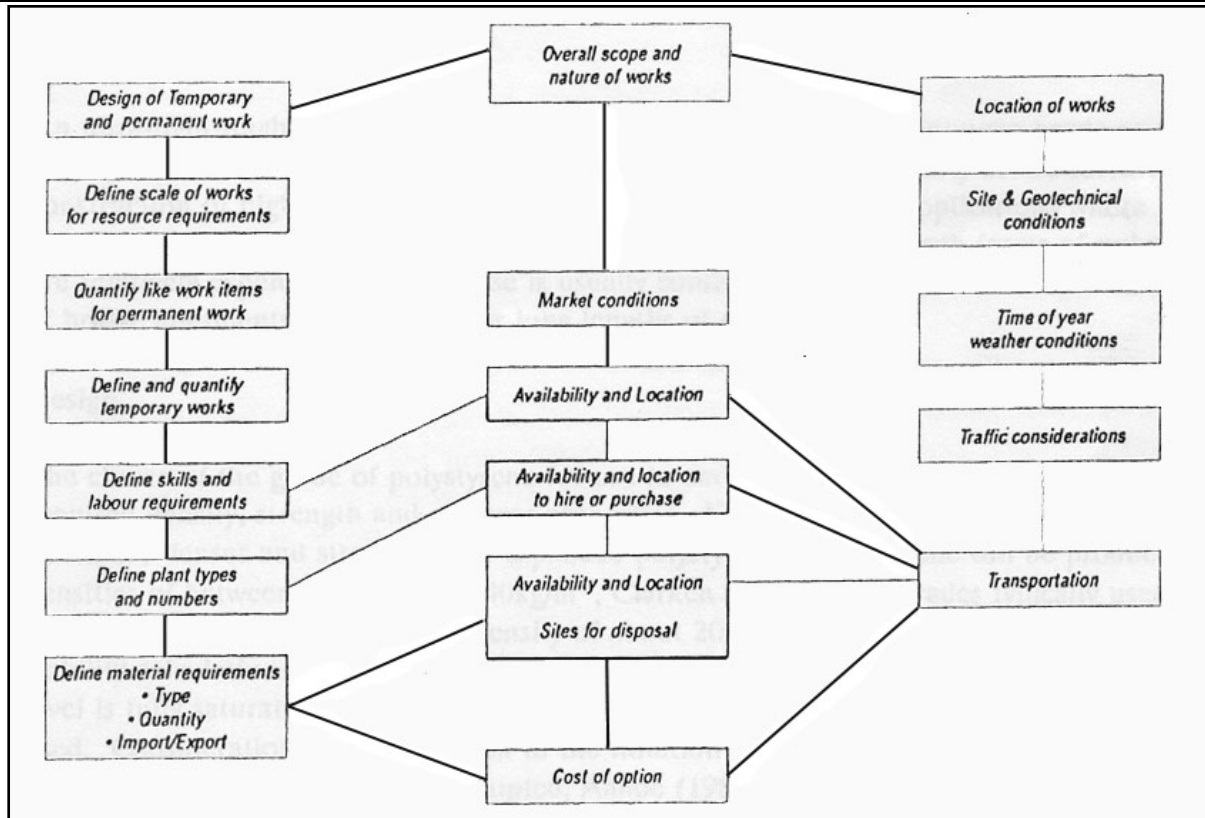 Overall scope and
nature of works
Design of Temporary
and permanent work
Location of works
Define scale of works
for resource requirements
Site & Geotechnical
conditions
Quantify like work items
for permanent work
Market conditions
Time of year
weather conditions
Define and quantify
temporary works
Availability and Location
Traffic considerations
Define skills and
labour requirements
Availability and location
to hire or purchase
Define plant types
and numbers
Availability and Location
Sites for disposal
Transportation
Define material requirements
• Type
• Quantity
• Import/Export
Cost of option